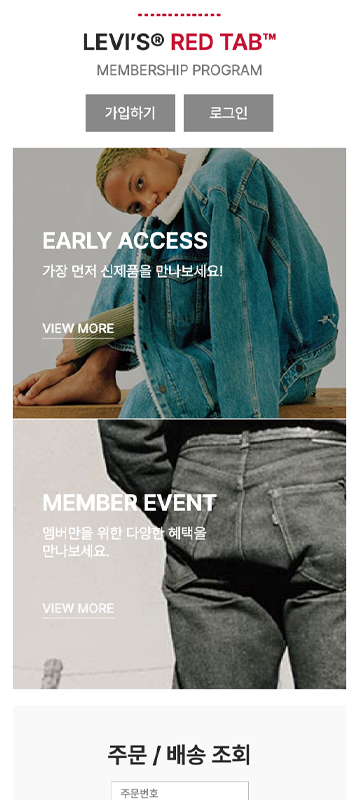 LEVI'S® RED TAB™
MEMBERSHIP PROGRAM
가입하기
로그인
EARLY ACCESS
가장 먼저 신제품을 만나보세요!
VIEW MORE
MEMBER EVENT
멤버만을 위한 다양한 혜택을
만나보세요.
VIEW MORE
주문 / 배송 조회
주문번호